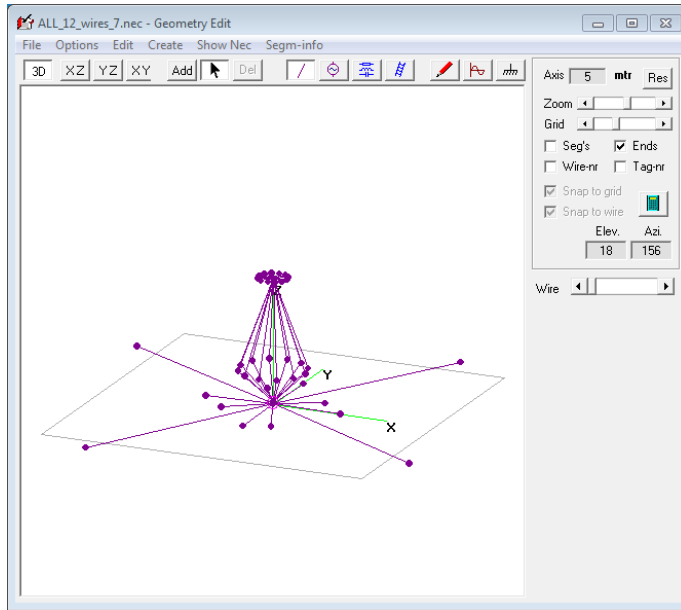 ALL_12_wires_7.nec - Geometry Edit
File Options Edit Create Show Nec Segm-info
3D XZ YZ XY Add Del
Axis 5 mtr Res
Zoom
Grid
Seg's Ends
Wire-nr Tag-nr
Snap to grid
Snap to wire
Elev. Azi.
18 156
Wire
Z
Y
X